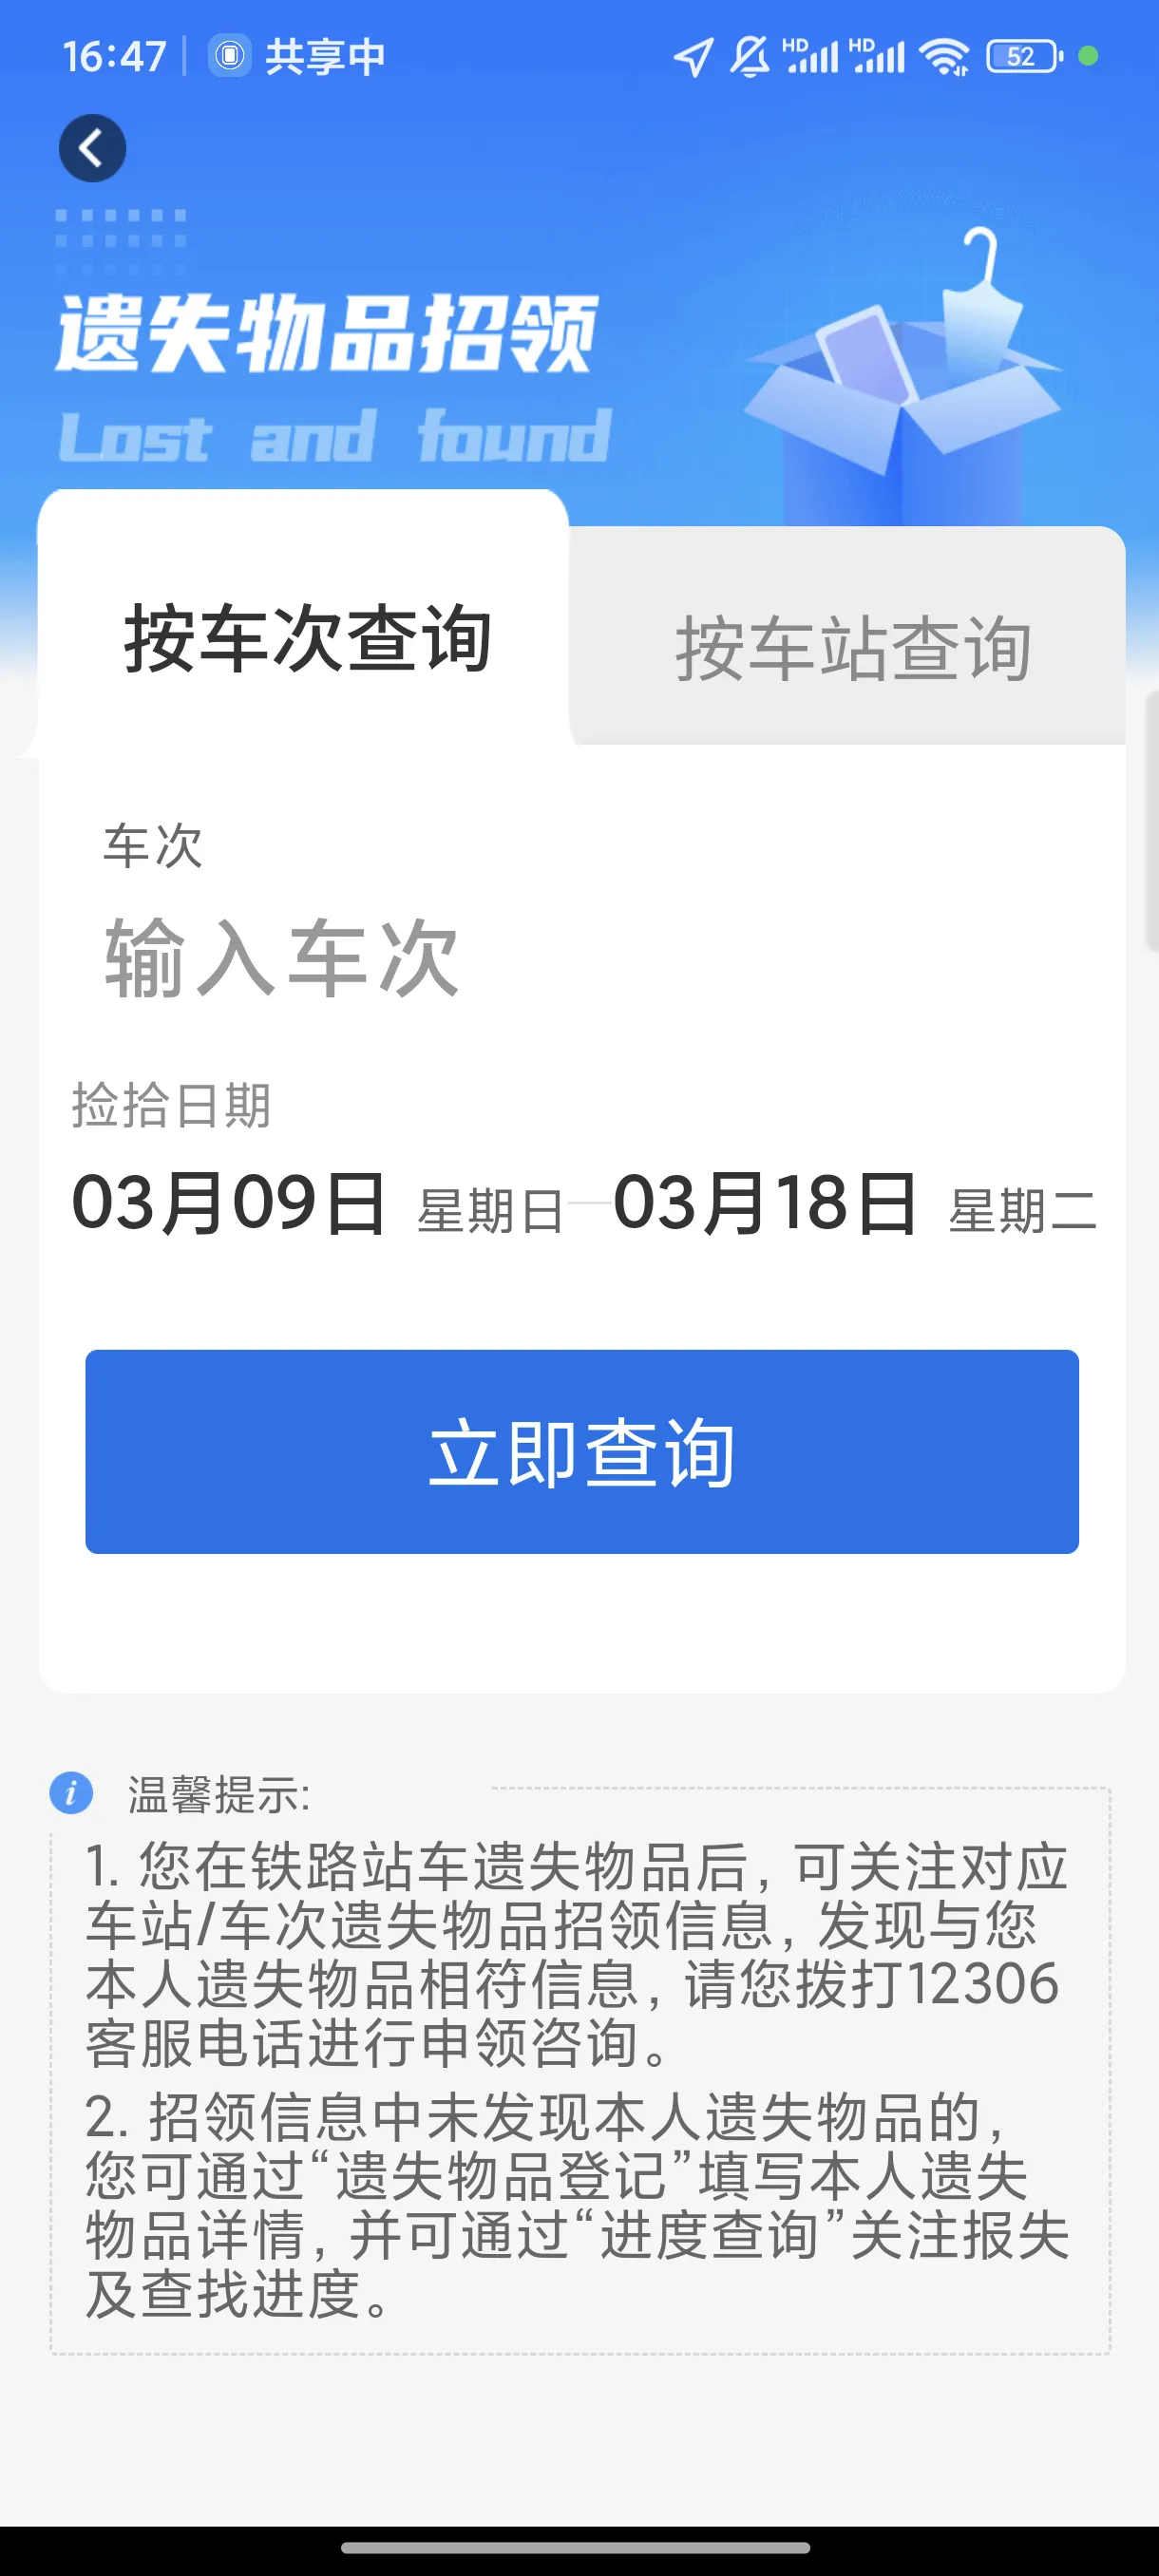 16:47 共享中 HD HD 52
遗失物品招领
Lost and found
按车次查询
按车站查询
车次
输入车次
捡拾日期
03月09日 星期日 03月18日 星期二
立即查询
温馨提示:
1. 您在铁路站车遗失物品后, 可关注对应
车站/车次遗失物品招领信息, 发现与您
本人遗失物品相符信息, 请您拨打12306
客服电话进行申领咨询。
2. 招领信息中未发现本人遗失物品的,
您可通过“遗失物品登记”填写本人遗失
物品详情, 并可通过“进度查询”关注报失
及查找进度。